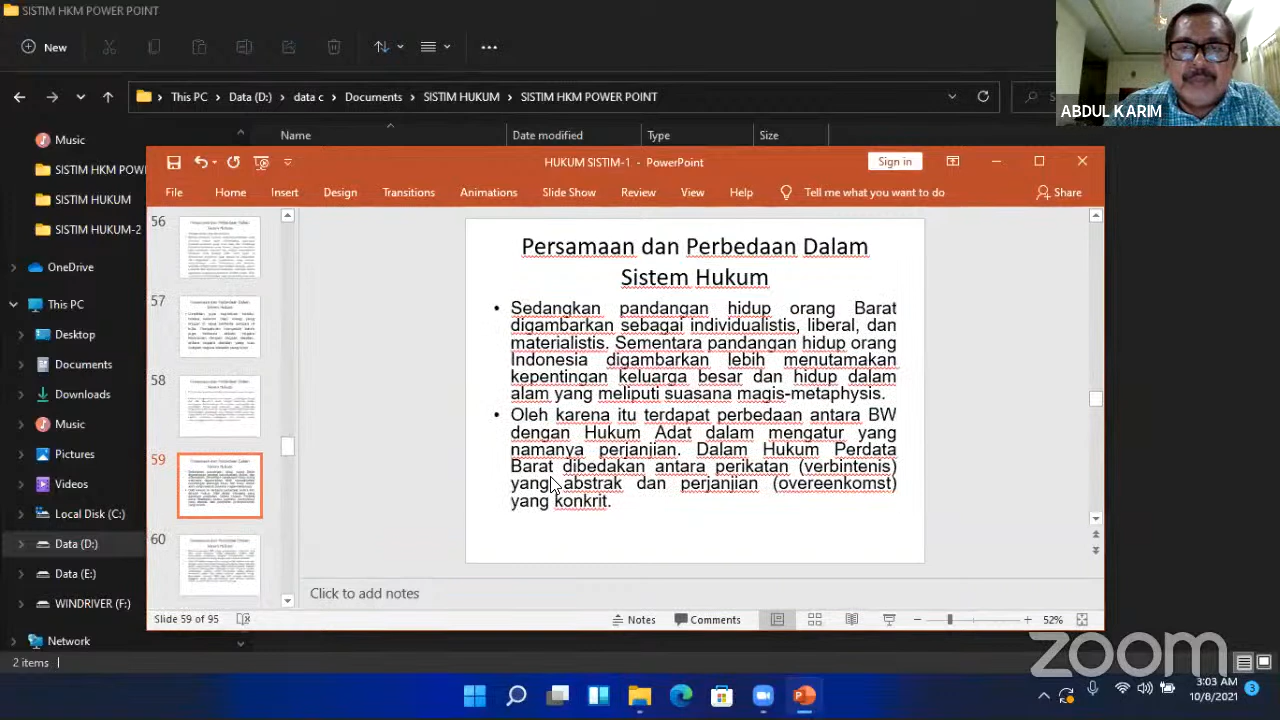 SISTIM HKM POWER POINT
New
This PC > Data (D:) > data c > Documents > SISTIM HUKUM > SISTIM HKM POWER POINT
ABDUL KARIM
Name
Date modified
Type
Size
Music
SISTIM HKM POW
SISTIM HUKUM
SISTIM HUKUM-2
OneDrive
This PC
Desktop
Documents
Downloads
Music
Pictures
Videos
Local Disk (C:)
Data (D:)
Data (E:)
WINDRIVER (F:)
Network
2 items
HUKUM SISTIM-1 - PowerPoint
Sign in
File Home Insert Design Transitions Animations Slide Show Review View Help Tell me what you want to do Share
56
57
58
59
60
Persamaan dan Perbedaan Dalam
Sistem Hukum
• Sedangkan pandangan hidup orang Barat
digambarkan sebagai individualistis, liberal, dan
materialistis. Sementara pandangan hidup orang
indonesia digambarkan lebih menutamakan
kepentingan keluarga besar dan hidup dalam
alam yang meliputi suasana magis-metaphysis.
• Oleh karena itu terdapat perbedaan antara BW
dengan Hukum Adat dalam mengatur yang
namanya perjanjian. Dalam Hukum Perdata
dibedakan antara parikatan (verbintenis)
yang abstrak dan perjanjian (overeenkomst)
yang konkrit.
Click to add notes
Slide 59 of 95
Notes
Comments
52%
zoom
3:03 AM
10/8/2021
3